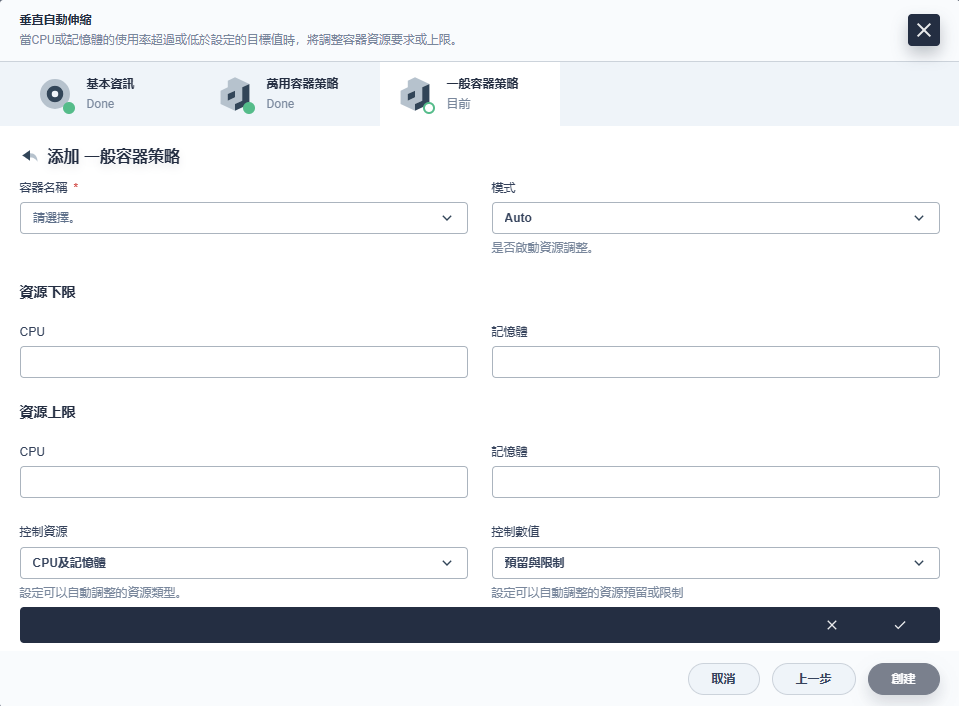 垂直自動伸縮
當CPU或記憶體的使用率超過或低於設定的目標值時，將調整容器資源要求或上限。
基本資訊
Done
萬用容器策略
Done
一般容器策略
目前
添加 一般容器策略
容器名稱 *
模式
請選擇。
Auto
是否啟動資源調整。
資源下限
CPU
記憶體
資源上限
CPU
記憶體
控制資源
控制數值
CPU及記憶體
預留與限制
設定可以自動調整的資源類型。
設定可以自動調整的資源預留或限制
取消
上一步
創建